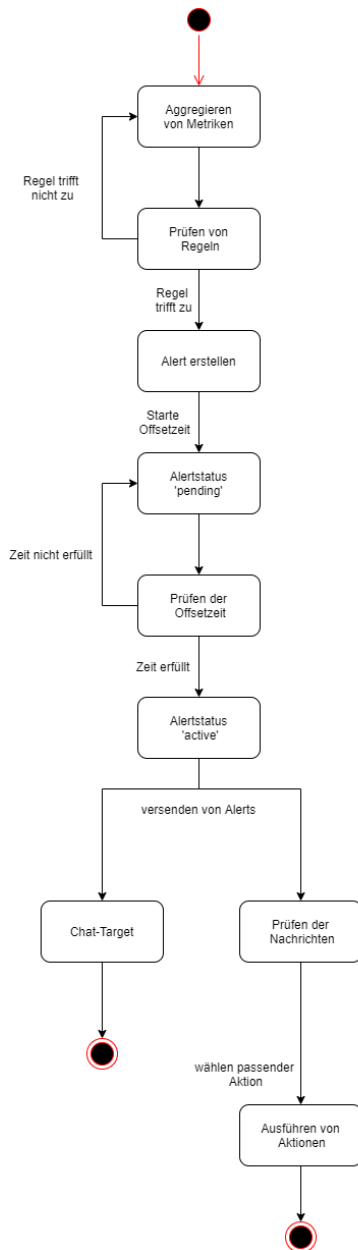 Aggregieren
von Metriken
Regel trifft
nicht zu
Prüfen von
Regeln
Regel
trifft zu
Alert erstellen
Starte
Offsetzeit
Alertstatus
'pending'
Zeit nicht erfüllt
Prüfen der
Offsetzeit
Zeit erfüllt
Alertstatus
'active'
versenden von Alerts
Chat-Target
Prüfen der
Nachrichten
wählen passender
Aktion
Ausführen von
Aktionen